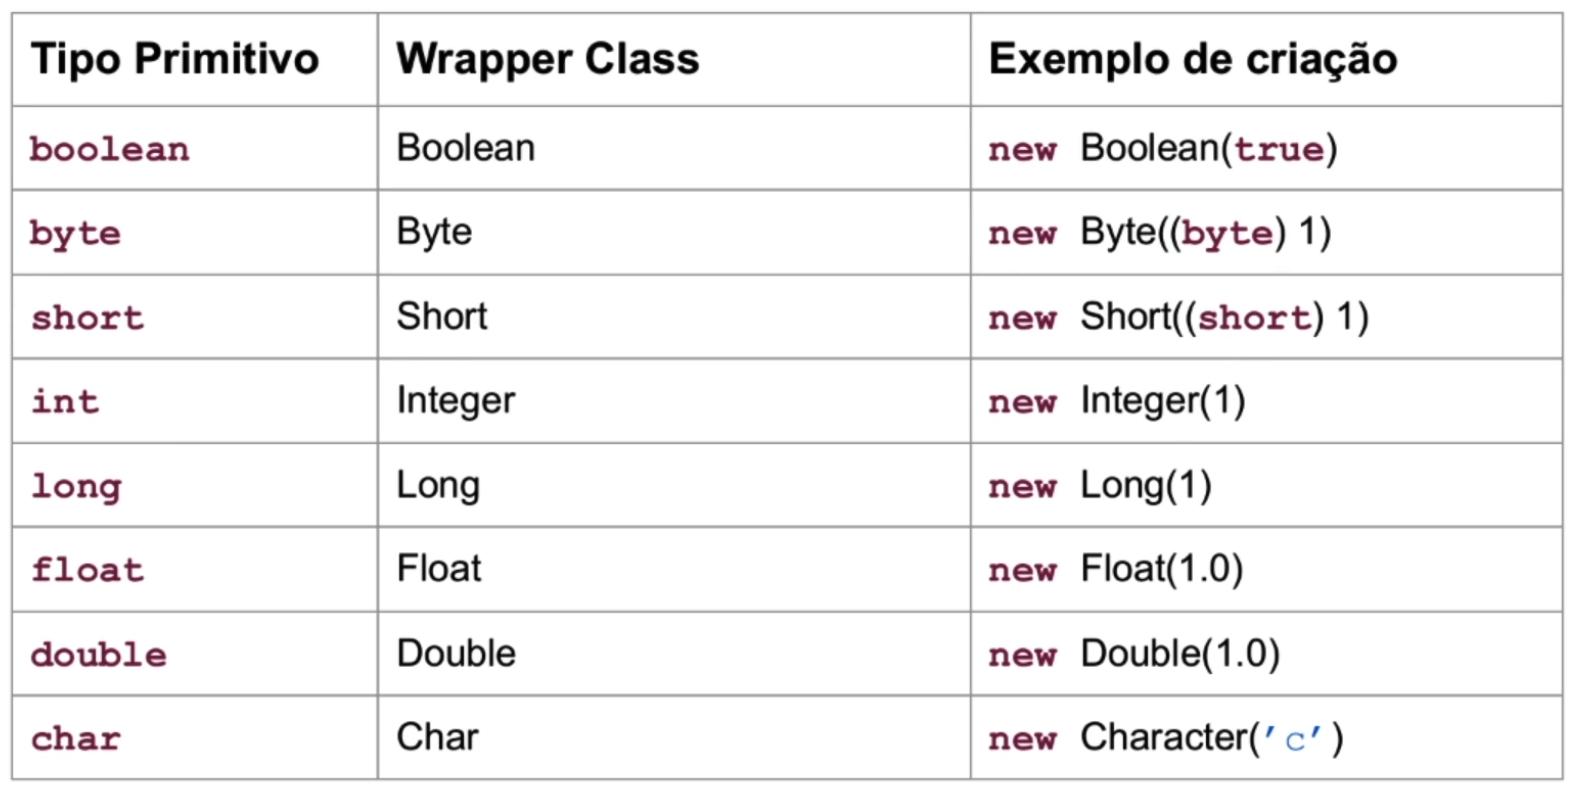 Tipo Primitivo Wrapper Class Exemplo de criação
boolean Boolean new Boolean(true)
byte Byte new Byte((byte) 1)
short Short new Short((short) 1)
int Integer new Integer(1)
long Long new Long(1)
float Float new Float(1.0)
double Double new Double(1.0)
char Char new Character(’c’)